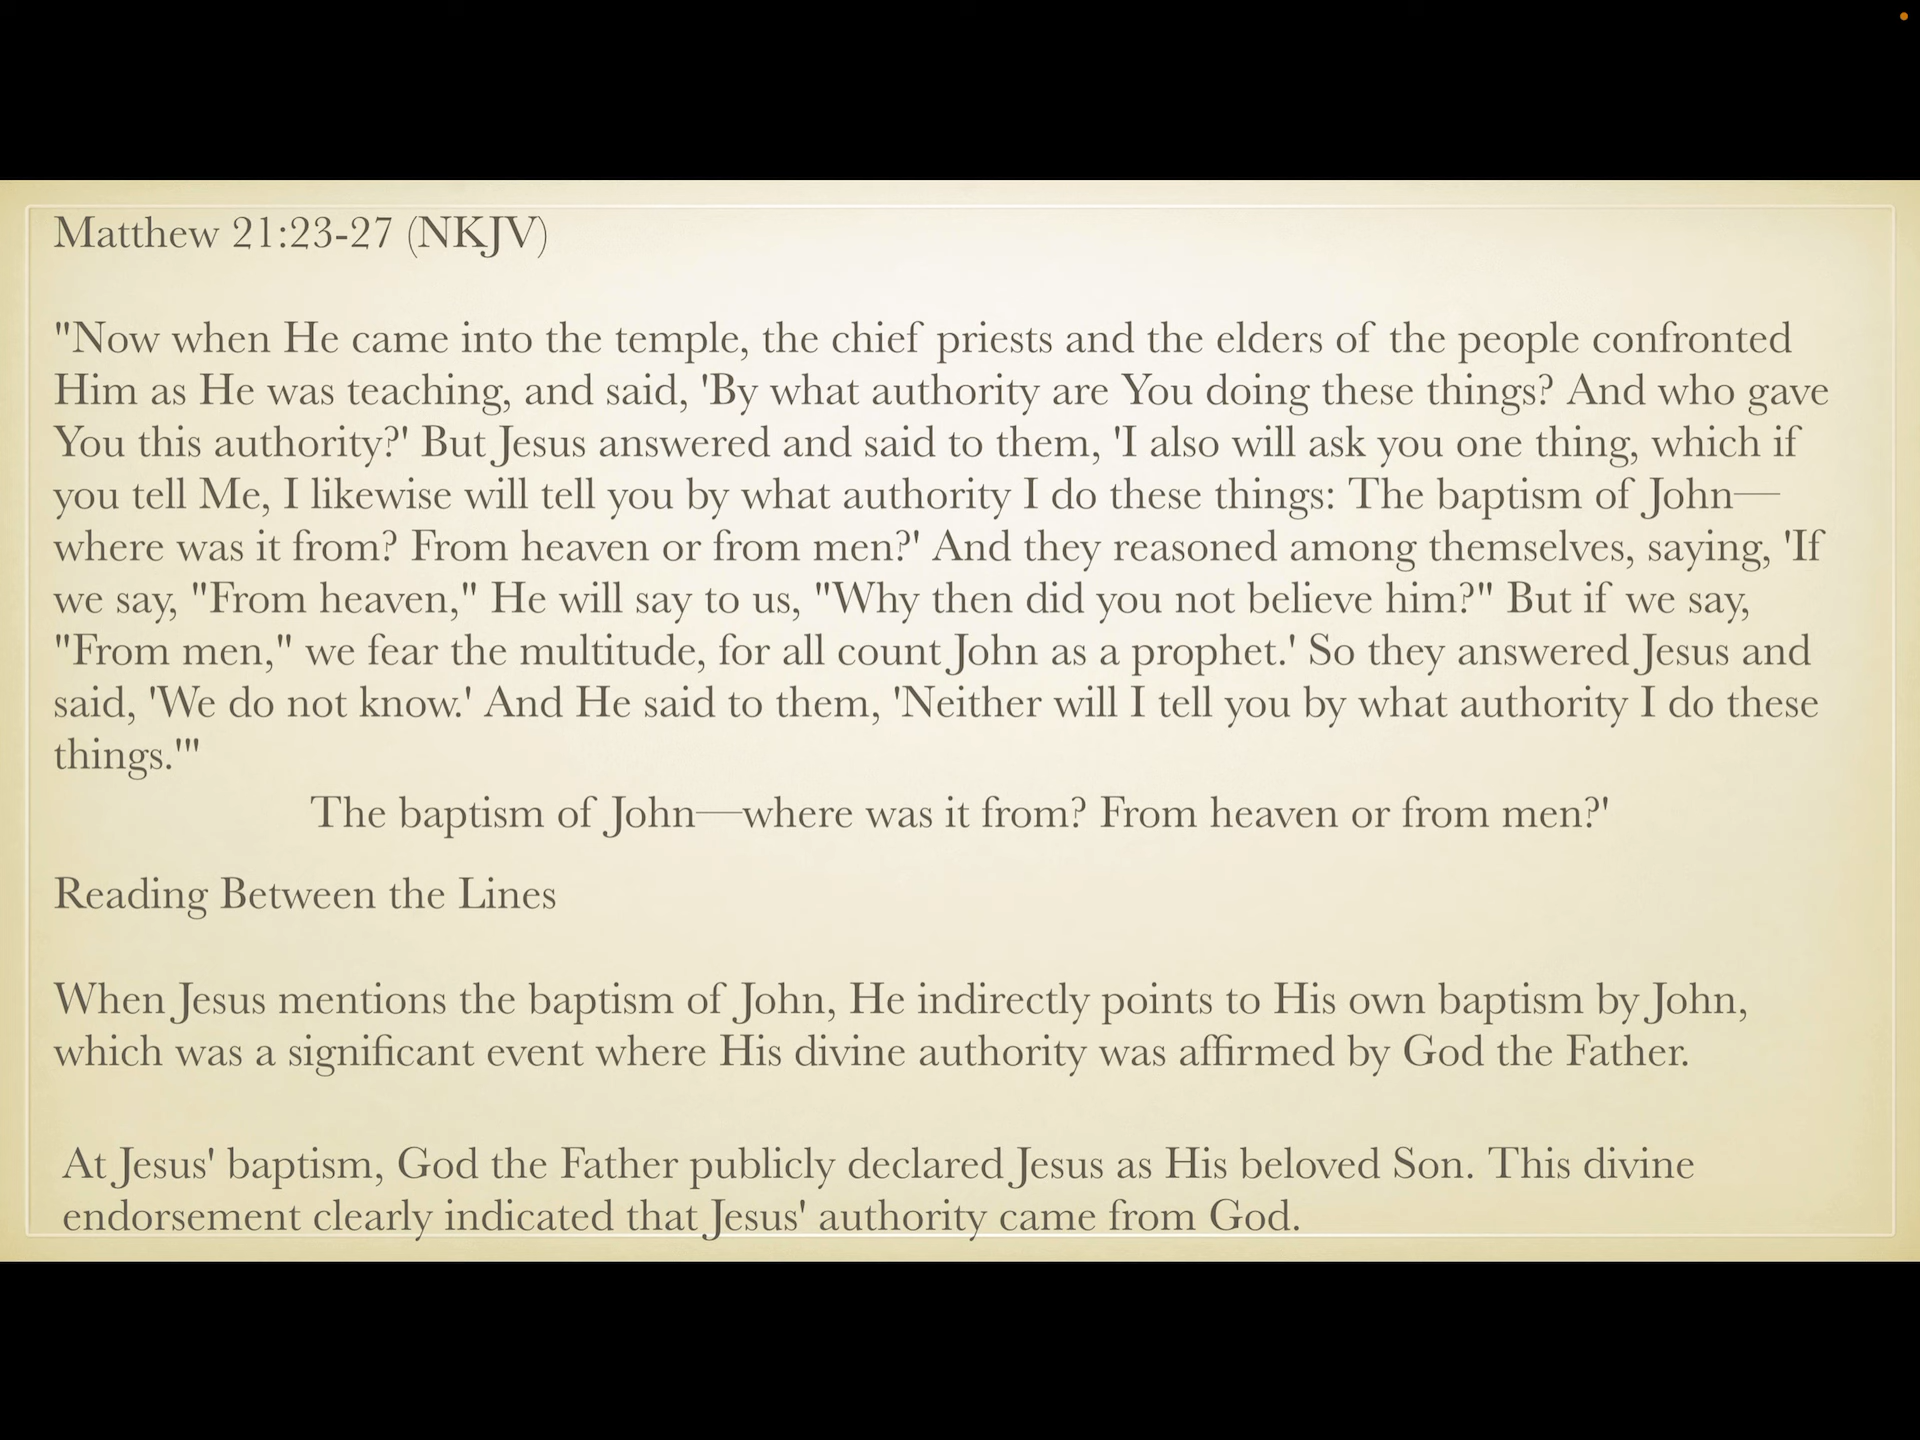 Matthew 21:23-27 (NKJV)
"Now when He came into the temple, the chief priests and the elders of the people confronted
Him as He was teaching, and said, 'By what authority are You doing these things? And who gave
You this authority?' But Jesus answered and said to them, 'I also will ask you one thing, which if
you tell Me, I likewise will tell you by what authority I do these things: The baptism of John—
where was it from? From heaven or from men?' And they reasoned among themselves, saying, 'If
we say, "From heaven," He will say to us, "Why then did you not believe him?" But if we say,
"From men," we fear the multitude, for all count John as a prophet.' So they answered Jesus and
said, 'We do not know.' And He said to them, 'Neither will I tell you by what authority I do these
things.'"
The baptism of John—where was it from? From heaven or from men?'
Reading Between the Lines
When Jesus mentions the baptism of John, He indirectly points to His own baptism by John,
which was a significant event where His divine authority was affirmed by God the Father.
At Jesus' baptism, God the Father publicly declared Jesus as His beloved Son. This divine
endorsement clearly indicated that Jesus' authority came from God.